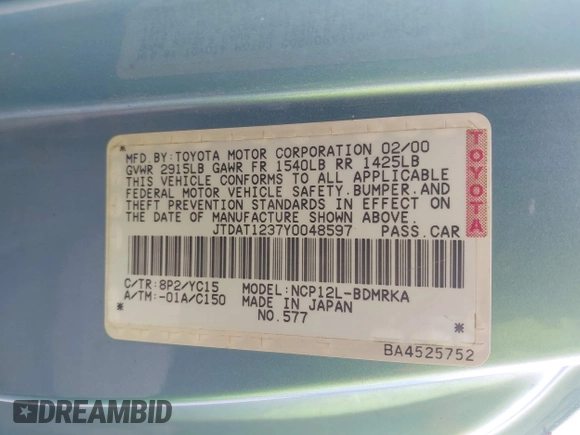 MFD. BY: TOYOTA MOTOR CORPORATION 02/00
GVWR 2915LB GAWR FR 1540LB RR 1425LB
THIS VEHICLE CONFORMS TO ALL APPLICABLE
FEDERAL MOTOR VEHICLE SAFETY. BUMPER. AND
THEFT PREVENTION STANDARDS IN EFFECT ON
THE DATE OF MANUFACTURE SHOWN ABOVE.
JTDAT1237Y0048597 PASS. CAR
TOYOTA
C/TR: 8P2/YC15 MODEL: NCP12L-BDMRKA
A/TM: -01A/C150 MADE IN JAPAN
NO. 577
BA4525752
DREAMBID